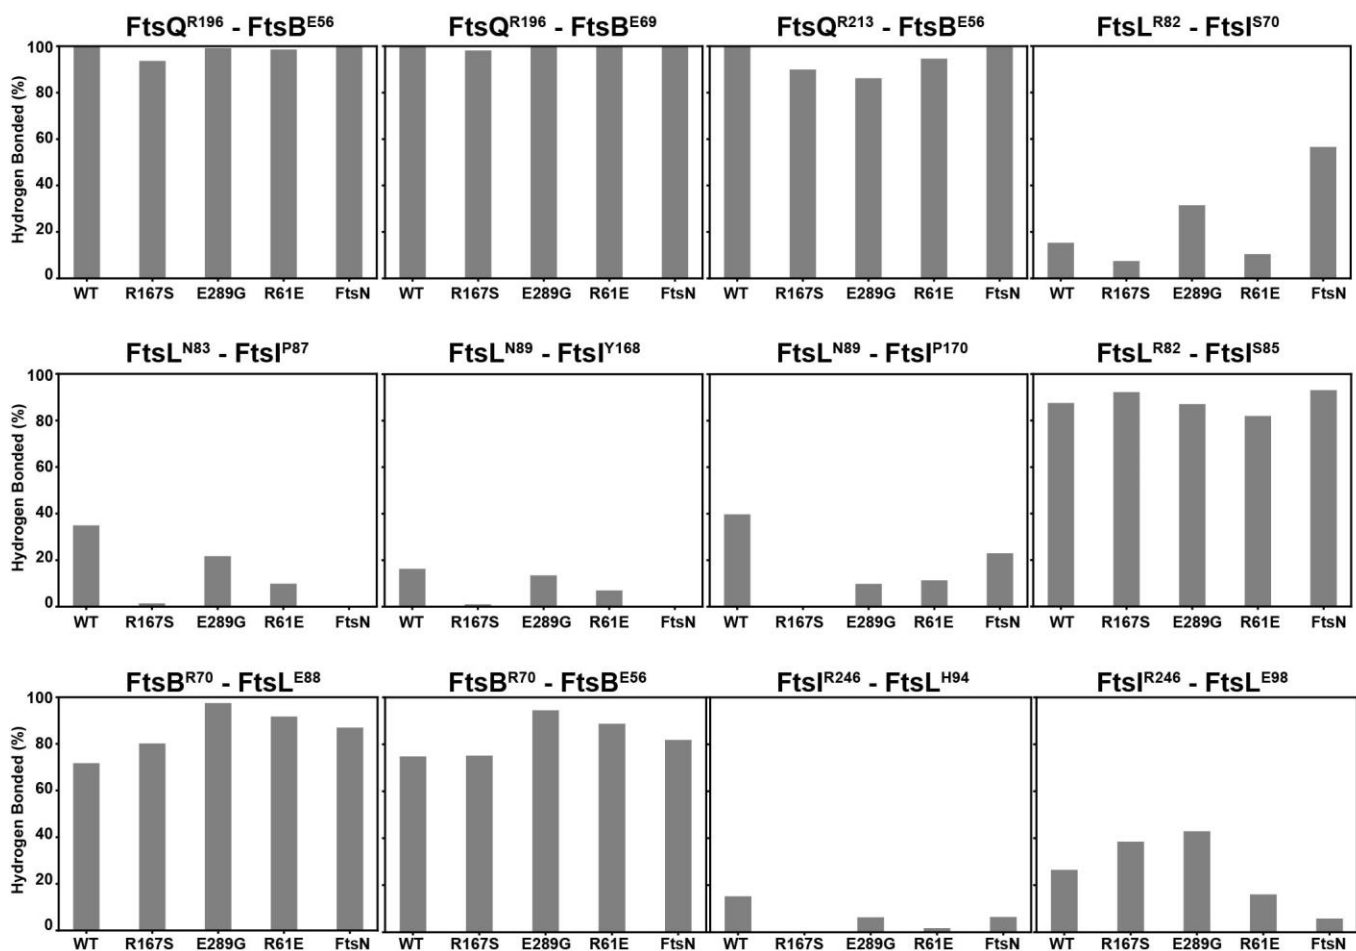 FtsQR196 - FtsBE56
FtsQR196 - FtsBE69
FtsQR213 - FtsBE56
FtsLR82 - FtsIS70
Hydrogen Bonded (%)
100
80
60
40
20
0
WT R167S E289G R61E FtsN
WT R167S E289G R61E FtsN
WT R167S E289G R61E FtsN
WT R167S E289G R61E FtsN
FtsLN83 - FtsIP87
FtsLN89 - FtsIY168
FtsLN89 - FtsIP170
FtsLR82 - FtsIS85
Hydrogen Bonded (%)
100
80
60
40
20
0
WT R167S E289G R61E FtsN
WT R167S E289G R61E FtsN
WT R167S E289G R61E FtsN
WT R167S E289G R61E FtsN
FtsBR70 - FtsLE88
FtsBR70 - FtsBE56
FtsIR246 - FtsLH94
FtsIR246 - FtsLE98
Hydrogen Bonded (%)
100
80
60
40
20
0
WT R167S E289G R61E FtsN
WT R167S E289G R61E FtsN
WT R167S E289G R61E FtsN
WT R167S E289G R61E FtsN